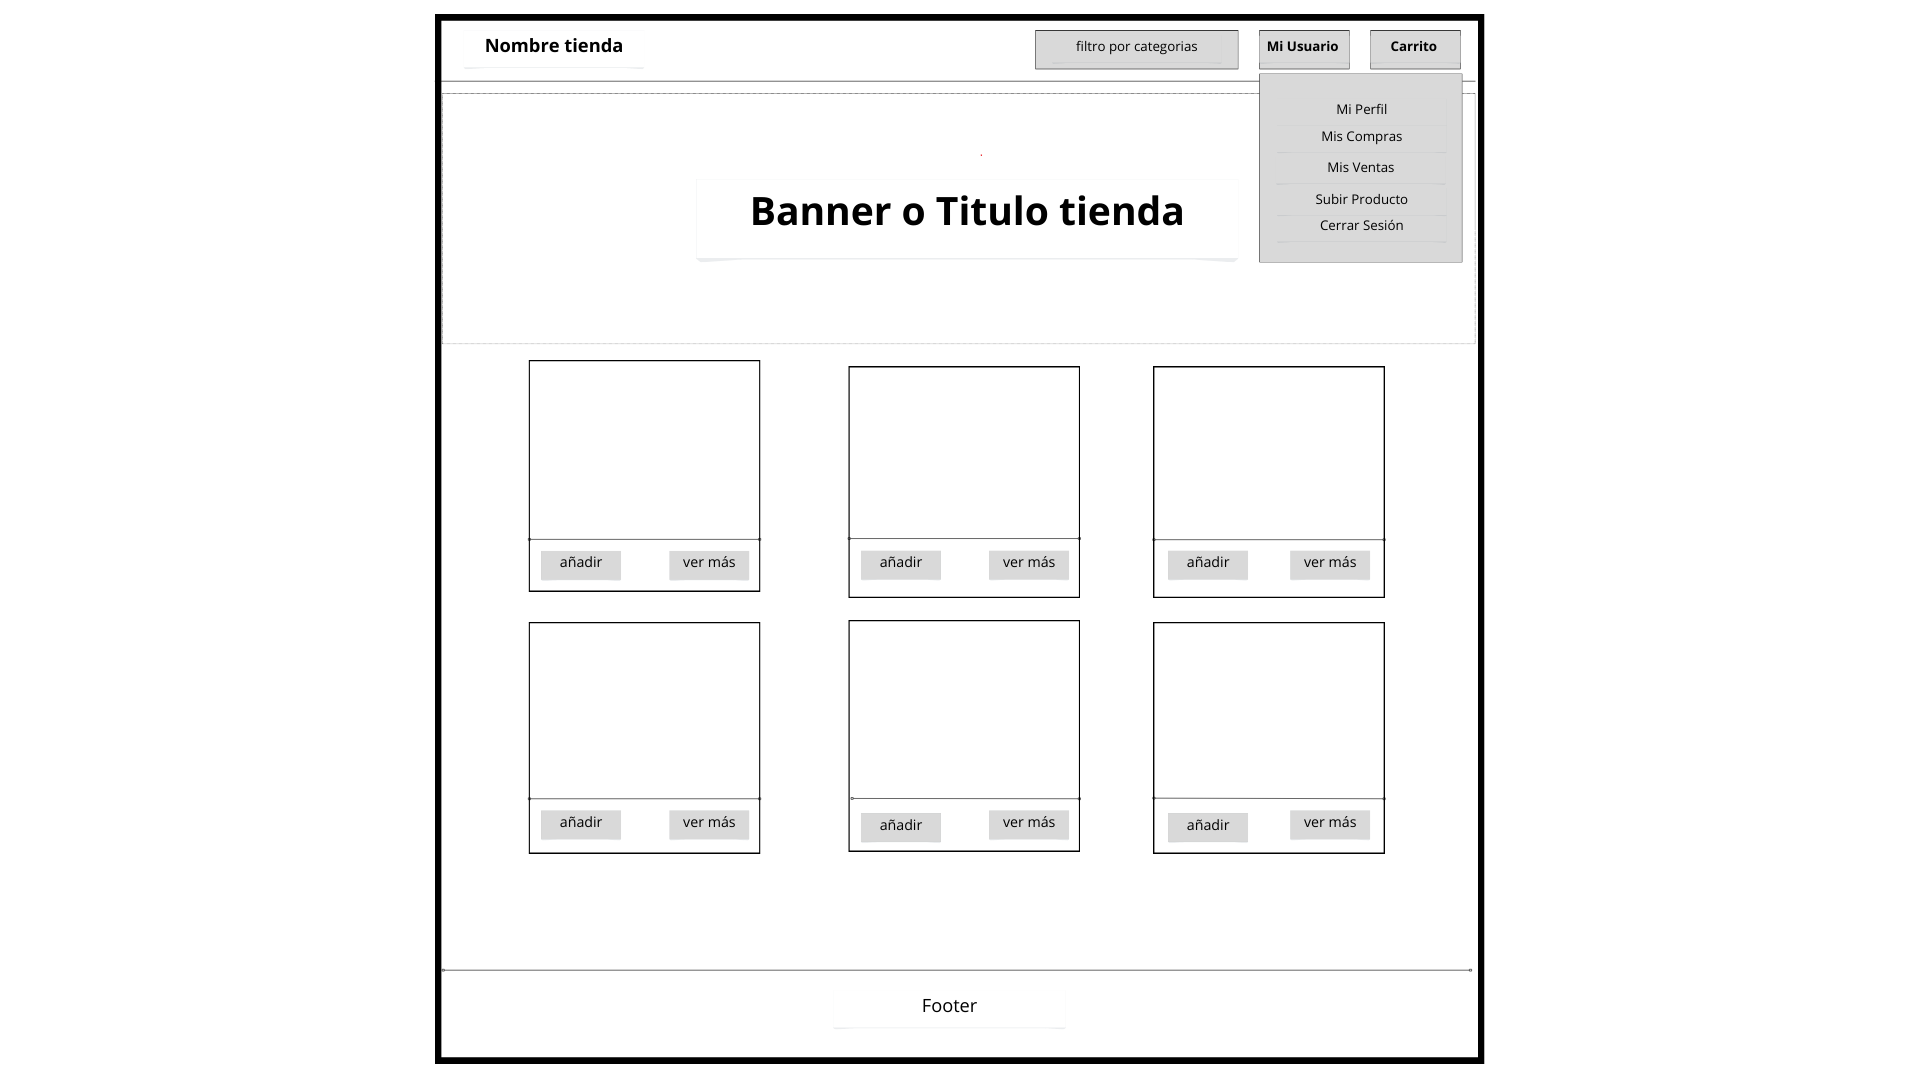 Nombre tienda
filtro por categorias
Mi Usuario
Carrito
Mi Perfil
Mis Compras
Mis Ventas
Subir Producto
Cerrar Sesión
Banner o Titulo tienda
añadir
ver más
añadir
ver más
añadir
ver más
añadir
ver más
añadir
ver más
añadir
ver más
Footer